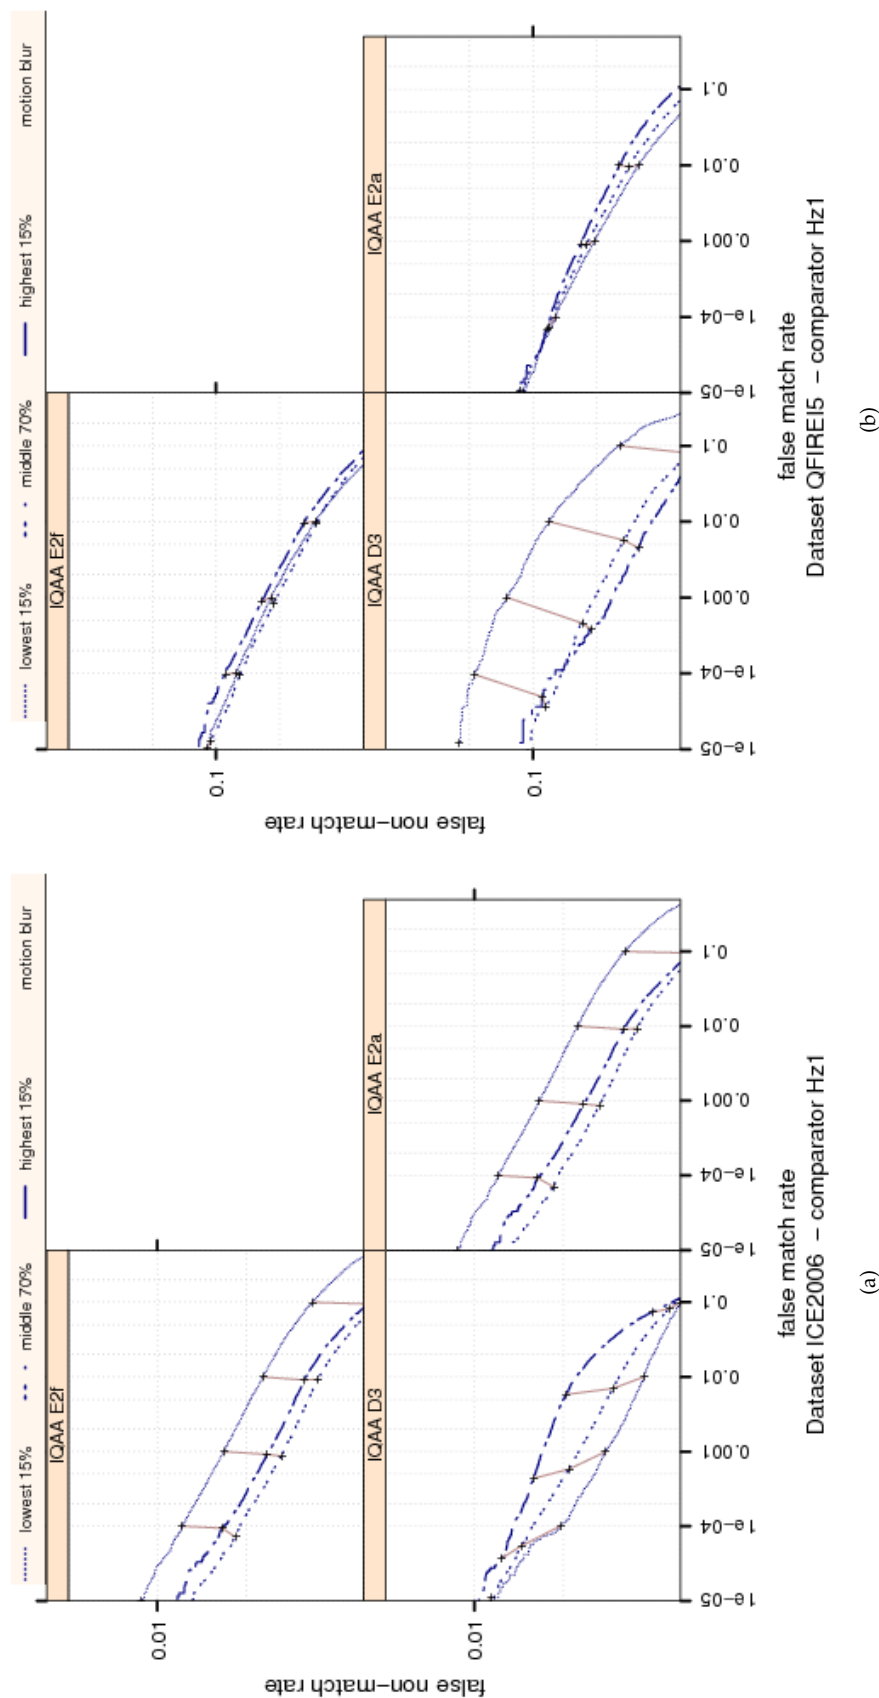 lowest 15% middle 70% highest 15% motion blur
IQAA E2f
0.1
IQAA D3
IQAA E2a
0.1
false non−match rate
1e−05 1e−04 0.001 0.01 0.1
1e−05 1e−04 0.001 0.01 0.1
false match rate
Dataset QFIREI5 − comparator Hz1
(b)
lowest 15% middle 70% highest 15% motion blur
IQAA E2f
0.01
IQAA D3
IQAA E2a
0.01
false non−match rate
1e−05 1e−04 0.001 0.01 0.1
1e−05 1e−04 0.001 0.01 0.1
false match rate
Dataset ICE2006 − comparator Hz1
(a)